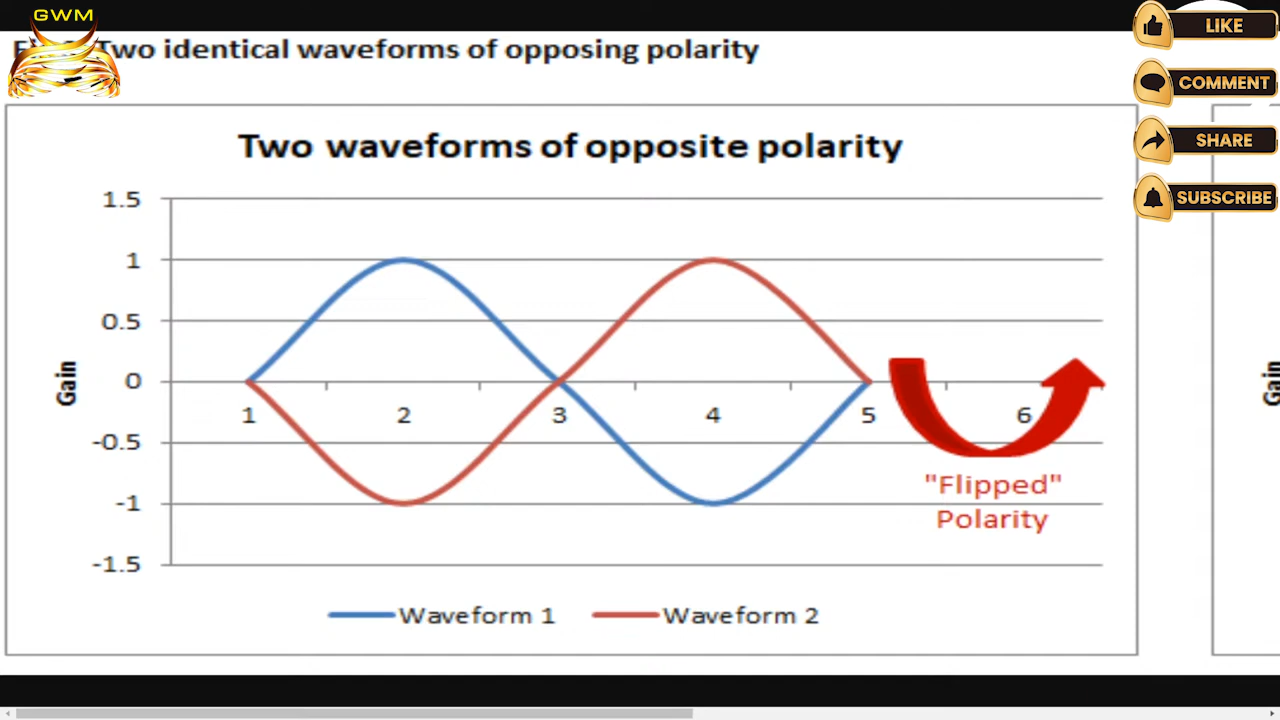 GWM
Two identical waveforms of opposing polarity
LIKE
COMMENT
SHARE
SUBSCRIBE
Two waveforms of opposite polarity
1.5
1
0.5
0
-0.5
-1
-1.5
Gain
1 2 3 4 5 6
"Flipped"
Polarity
Waveform 1 Waveform 2
Gain